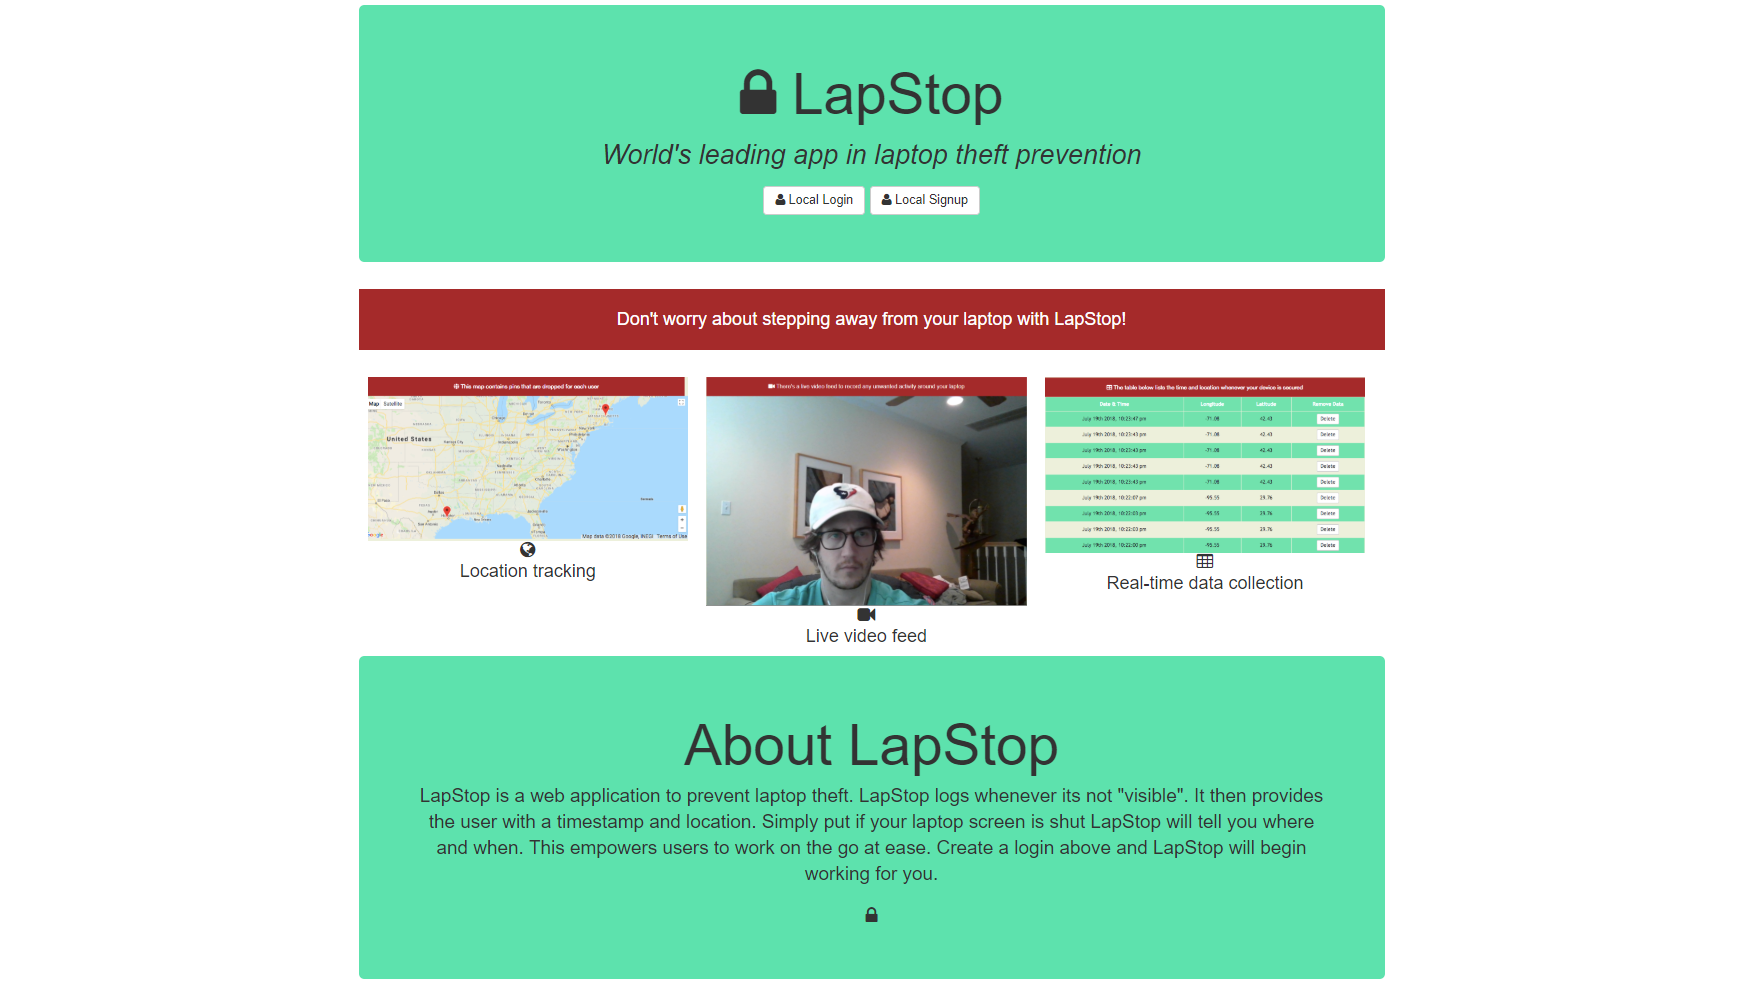 LapStop
World's leading app in laptop theft prevention
Local Login Local Signup
Don't worry about stepping away from your laptop with LapStop!
This map contains pins that are dropped for each user
Map Satellite
United States
Map data ©2018 Google, INEGI Terms of Use
Location tracking
There's a live video feed to record any unwanted activity around your laptop
Live video feed
The table below lists the time and location whenever your device is secured
Date & Time Longitude Latitude Remove Data
July 19th 2018, 10:23:47 pm -71.08 42.43 Delete
July 19th 2018, 10:23:43 pm -71.08 42.43 Delete
July 19th 2018, 10:23:43 pm -71.08 42.43 Delete
July 19th 2018, 10:23:43 pm -71.08 42.43 Delete
July 19th 2018, 10:23:43 pm -71.08 42.43 Delete
July 19th 2018, 10:22:07 pm -95.55 29.76 Delete
July 19th 2018, 10:22:03 pm -95.55 29.76 Delete
July 19th 2018, 10:22:03 pm -95.55 29.76 Delete
July 19th 2018, 10:22:00 pm -95.55 29.76 Delete
Real-time data collection
About LapStop
LapStop is a web application to prevent laptop theft. LapStop logs whenever its not "visible". It then provides
the user with a timestamp and location. Simply put if your laptop screen is shut LapStop will tell you where
and when. This empowers users to work on the go at ease. Create a login above and LapStop will begin
working for you.